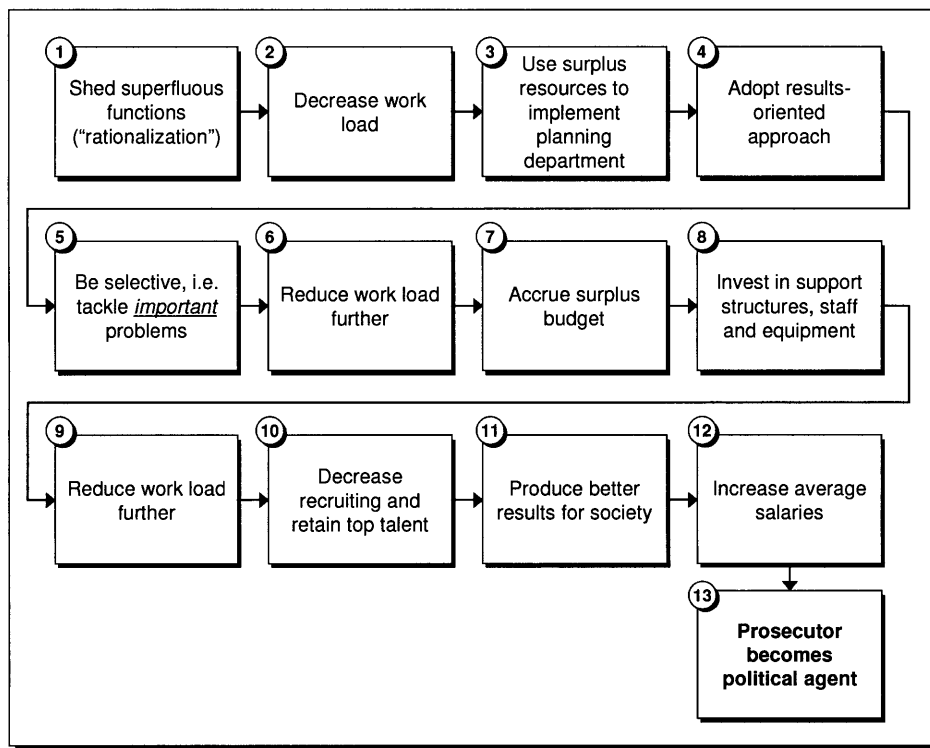 1
Shed superfluous
functions
("rationalization")
2
Decrease work
load
3
Use surplus
resources to
implement
planning
department
4
Adopt results-
oriented
approach
5
Be selective, i.e.
tackle important
problems
6
Reduce work load
further
7
Accrue surplus
budget
8
Invest in support
structures, staff
and equipment
9
Reduce work load
further
10
Decrease
recruiting and
retain top talent
11
Produce better
results for society
12
Increase average
salaries
13
Prosecutor
becomes
political agent